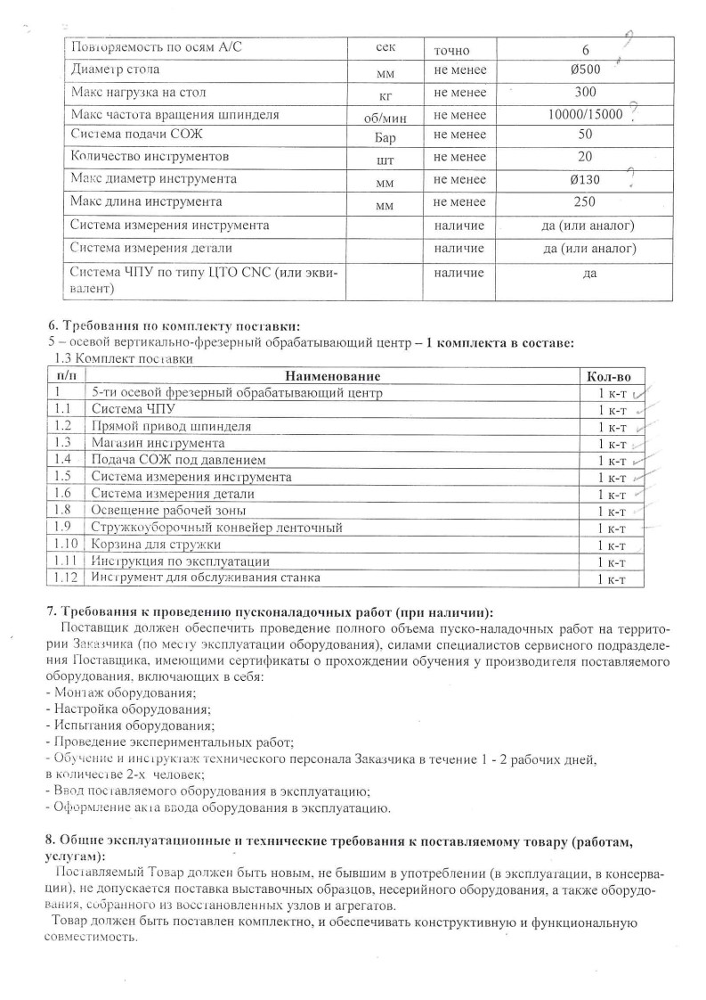 Повторяемость по осям А/С сек точно 6
Диаметр стола мм не менее Ø500
Макс нагрузка на стол кг не менее 300
Макс частота вращения шпинделя об/мин не менее 10000/15000 ?
Система подачи СОЖ Бар не менее 50
Количество инструментов шт не менее 20
Макс диаметр инструмента мм не менее Ø130 ?
Макс длина инструмента мм не менее 250
Система измерения инструмента наличие да (или аналог)
Система измерения детали наличие да (или аналог)
Система ЧПУ по типу ЦТО CNC (или экви- наличие да
валент)
6. Требования по комплекту поставки:
5 – осевой вертикально-фрезерный обрабатывающий центр – 1 комплекта в составе:
1.3 Комплект поставки
п/п Наименование Кол-во
1 5-ти осевой фрезерный обрабатывающий центр 1 к-т
1.1 Система ЧПУ 1 к-т
1.2 Прямой привод шпинделя 1 к-т
1.3 Магазин инструмента 1 к-т
1.4 Подача СОЖ под давлением 1 к-т
1.5 Система измерения инструмента 1 к-т
1.6 Система измерения детали 1 к-т
1.8 Освещение рабочей зоны 1 к-т
1.9 Стружкоуборочный конвейер ленточный 1 к-т
1.10 Корзина для стружки 1 к-т
1.11 Инструкция по эксплуатации 1 к-т
1.12 Инструмент для обслуживания станка 1 к-т
7. Требования к проведению пусконаладочных работ (при наличии):
Поставщик должен обеспечить проведение полного объема пуско-наладочных работ на террито-
рии Заказчика (по месту эксплуатации оборудования), силами специалистов сервисного подразделе-
ния Поставщика, имеющими сертификаты о прохождении обучения у производителя поставляемого
оборудования, включающих в себя:
- Монтаж оборудования;
- Настройка оборудования;
- Испытания оборудования;
- Проведение экспериментальных работ;
- Обучение и инструктаж технического персонала Заказчика в течение 1 - 2 рабочих дней,
в количестве 2-х человек;
- Ввод поставляемого оборудования в эксплуатацию;
- Оформление акта ввода оборудования в эксплуатацию.
8. Общие эксплуатационные и технические требования к поставляемому товару (работам,
услугам):
Поставляемый Товар должен быть новым, не бывшим в употреблении (в эксплуатации, в консерва-
ции), не допускается поставка выставочных образцов, несерийного оборудования, а также оборудо-
вания, собранного из восстановленных узлов и агрегатов.
Товар должен быть поставлен комплектно, и обеспечивать конструктивную и функциональную
совместимость.